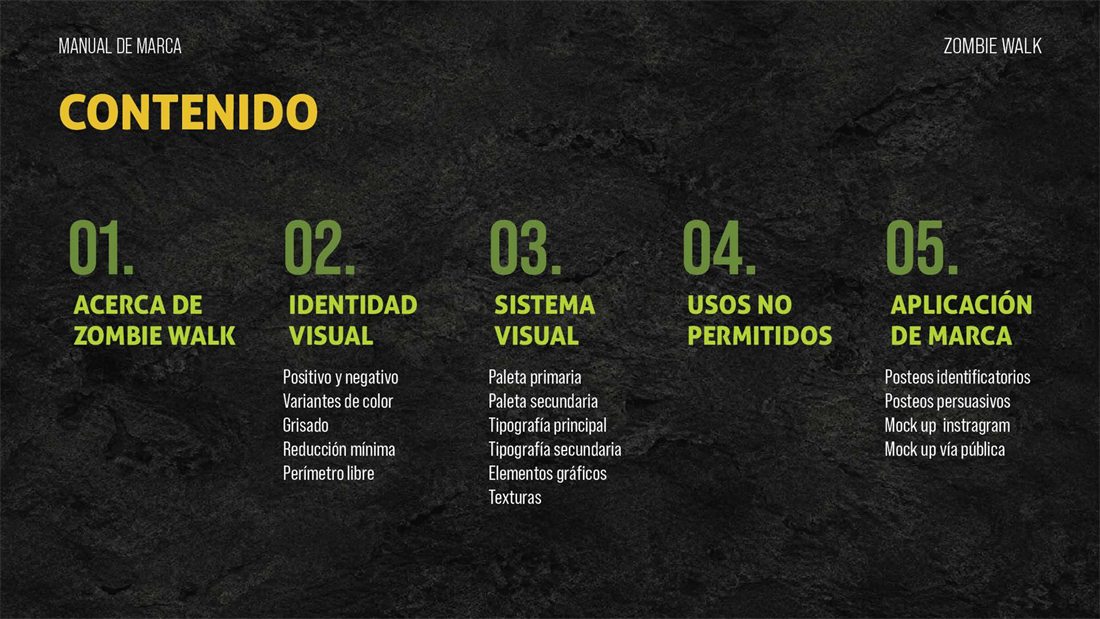 MANUAL DE MARCA
ZOMBIE WALK
CONTENIDO
01.
ACERCA DE
ZOMBIE WALK
02.
IDENTIDAD
VISUAL
Positivo y negativo
Variantes de color
Grisado
Reducción mínima
Perímetro libre
03.
SISTEMA
VISUAL
Paleta primaria
Paleta secundaria
Tipografía principal
Tipografía secundaria
Elementos gráficos
Texturas
04.
USOS NO
PERMITIDOS
05.
APLICACIÓN
DE MARCA
Posteos identificatorios
Posteos persuasivos
Mock up instragram
Mock up vía pública